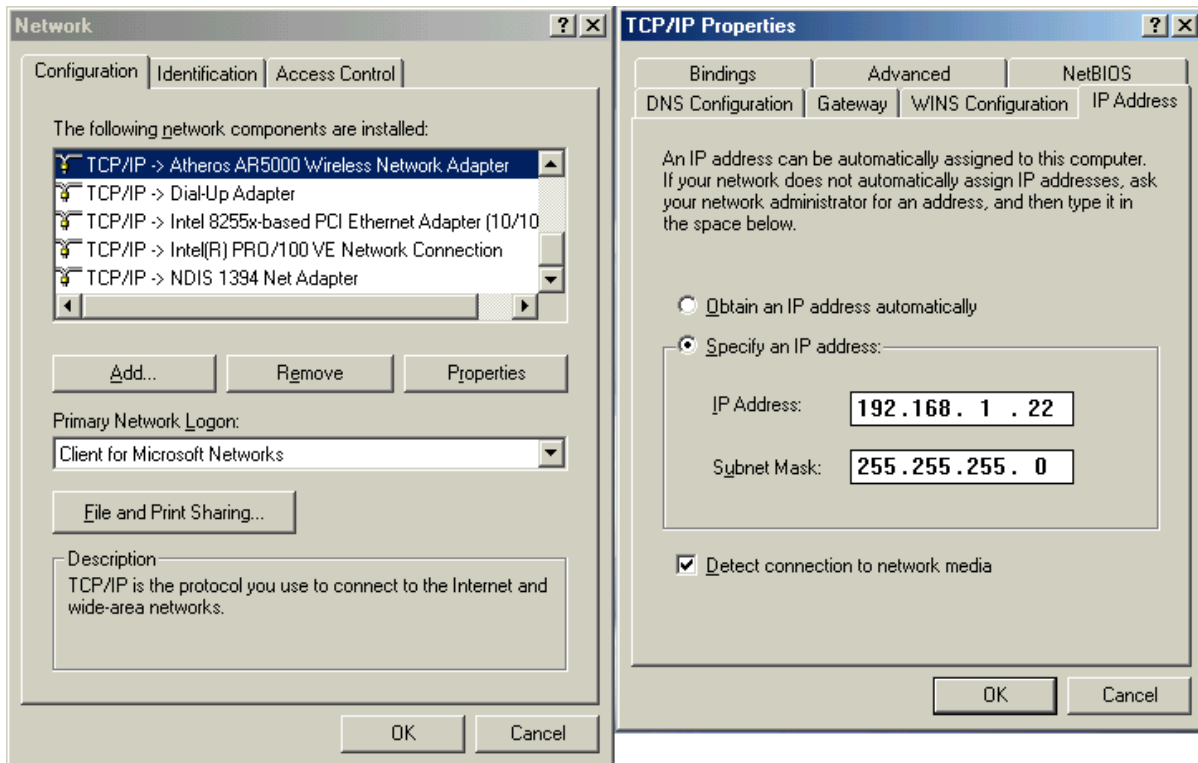 Network
Configuration Identification Access Control
The following network components are installed:
TCP/IP -> Atheros AR5000 Wireless Network Adapter
TCP/IP -> Dial-Up Adapter
TCP/IP -> Intel 8255x-based PCI Ethernet Adapter (10/10
TCP/IP -> Intel(R) PRO/100 VE Network Connection
TCP/IP -> NDIS 1394 Net Adapter
Add... Remove Properties
Primary Network Logon:
Client for Microsoft Networks
File and Print Sharing...
Description
TCP/IP is the protocol you use to connect to the Internet and
wide-area networks.
OK Cancel
TCP/IP Properties
Bindings Advanced NetBIOS
DNS Configuration Gateway WINS Configuration IP Address
An IP address can be automatically assigned to this computer.
If your network does not automatically assign IP addresses, ask
your network administrator for an address, and then type it in
the space below.
Obtain an IP address automatically
Specify an IP address:
IP Address: 192.168. 1 .22
Subnet Mask: 255.255.255. 0
Detect connection to network media
OK Cancel